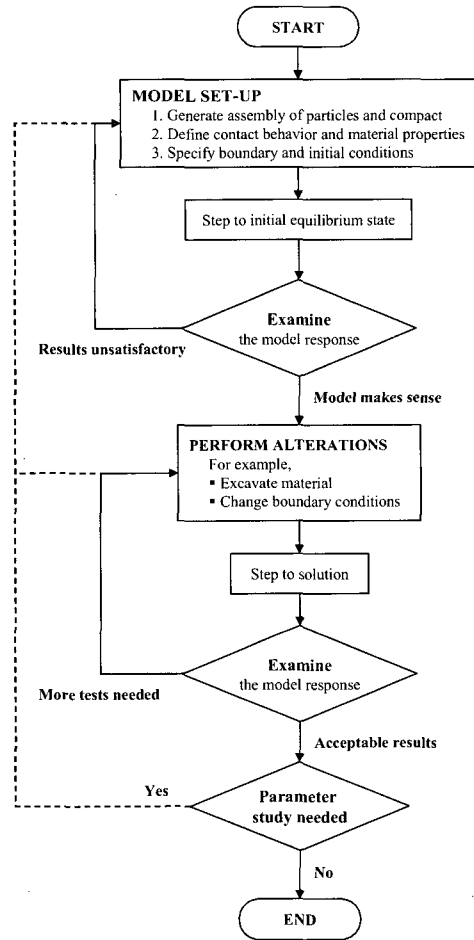 START
MODEL SET-UP
1. Generate assembly of particles and compact
2. Define contact behavior and material properties
3. Specify boundary and initial conditions
Step to initial equilibrium state
Examine
the model response
Results unsatisfactory
Model makes sense
PERFORM ALTERATIONS
For example,
▪ Excavate material
▪ Change boundary conditions
Step to solution
Examine
the model response
More tests needed
Acceptable results
Yes
Parameter
study needed
No
END